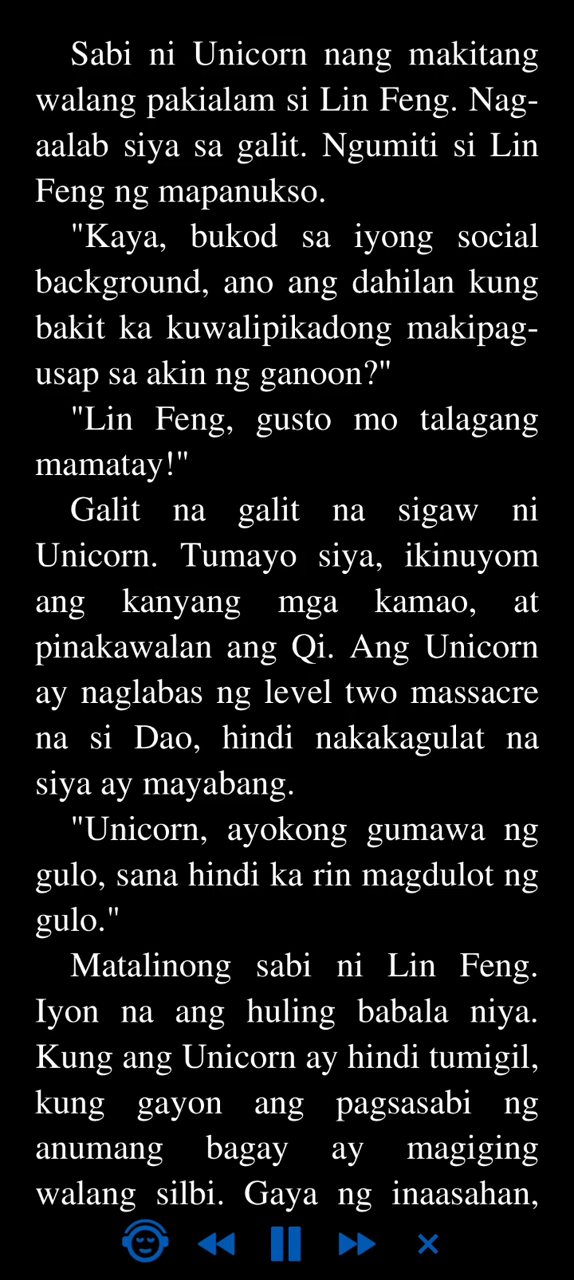 Sabi ni Unicorn nang makitang
walang pakialam si Lin Feng. Nag-
aalab siya sa galit. Ngumiti si Lin
Feng ng mapanukso.
"Kaya, bukod sa iyong social
background, ano ang dahilan kung
bakit ka kuwalipikadong makipag-
usap sa akin ng ganoon?"
"Lin Feng, gusto mo talagang
mamatay!"
Galit na galit na sigaw ni
Unicorn. Tumayo siya, ikinuyom
ang kanyang mga kamao, at
pinakawalan ang Qi. Ang Unicorn
ay naglabas ng level two massacre
na si Dao, hindi nakakagulat na
siya ay mayabang.
"Unicorn, ayokong gumawa ng
gulo, sana hindi ka rin magdulot ng
gulo."
Matalinong sabi ni Lin Feng.
Iyon na ang huling babala niya.
Kung ang Unicorn ay hindi tumigil,
kung gayon ang pagsasabi ng
anumang bagay ay magiging
walang silbi. Gaya ng inaasahan,